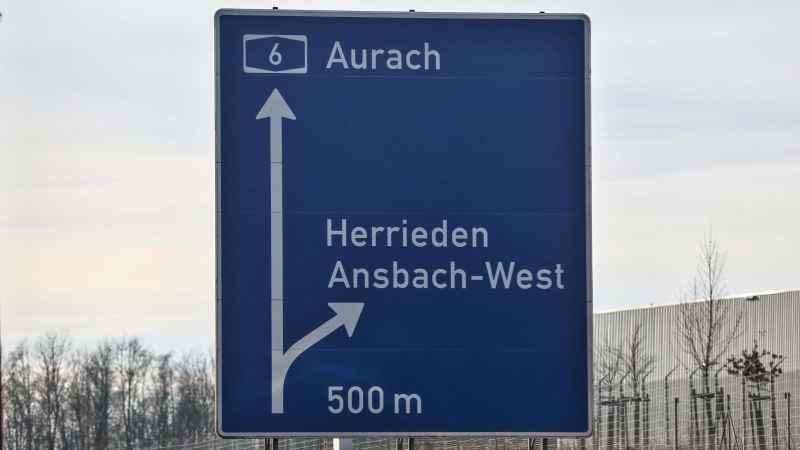 6 Aurach
Herrieden
Ansbach-West
500 m